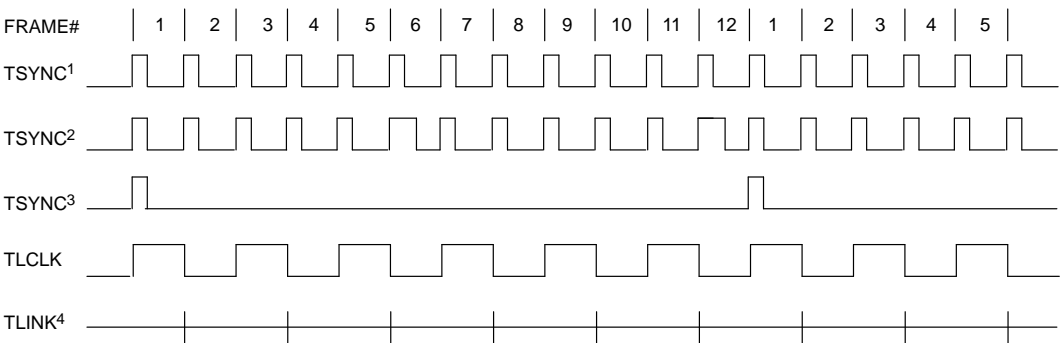 FRAME# 1 2 3 4 5 6 7 8 9 10 11 12 1 2 3 4 5
TSYNC1
TSYNC2
TSYNC3
TLCLK
TLINK4